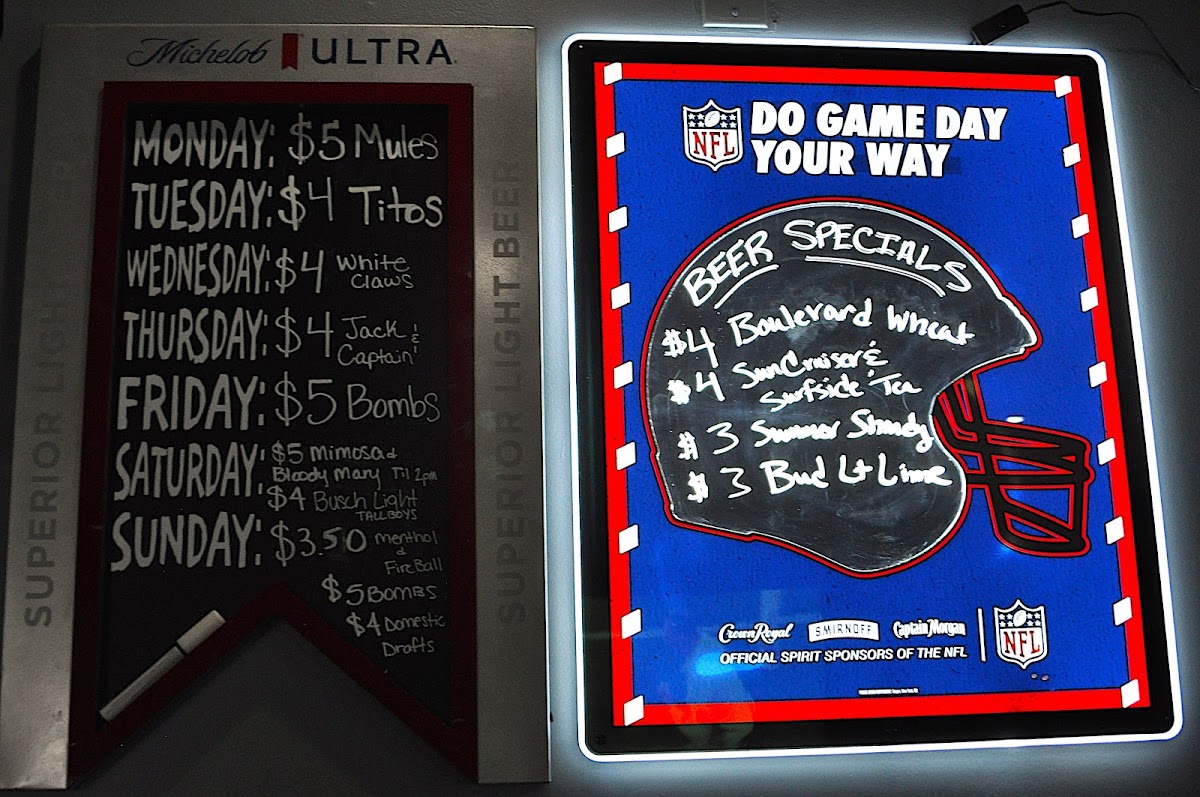 Michelob ULTRA
SUPERIOR LIGHT BEER
SUPERIOR LIGHT BEER
MONDAY: $5 Mules
TUESDAY: $4 Titos
WEDNESDAY: $4 White
Claws
THURSDAY: $4 Jack &
Captain
FRIDAY: $5 Bombs
SATURDAY: $5 Mimosa &
Bloody Mary Til 2pm
$4 Busch Light
TALLBOYS
SUNDAY: $3.50 menthol
&
FireBall
$5 BOMBS
$4 Domestic
Drafts
NFL
DO GAME DAY
YOUR WAY
BEER SPECIALS
$4 Boulevard Wheat
$4 SunCruiser &
Surfside Tea
$3 Summer Shandy
$3 Bud Lt Lime
Crown Royal SMIRNOFF Captain Morgan NFL
OFFICIAL SPIRIT SPONSORS OF THE NFL